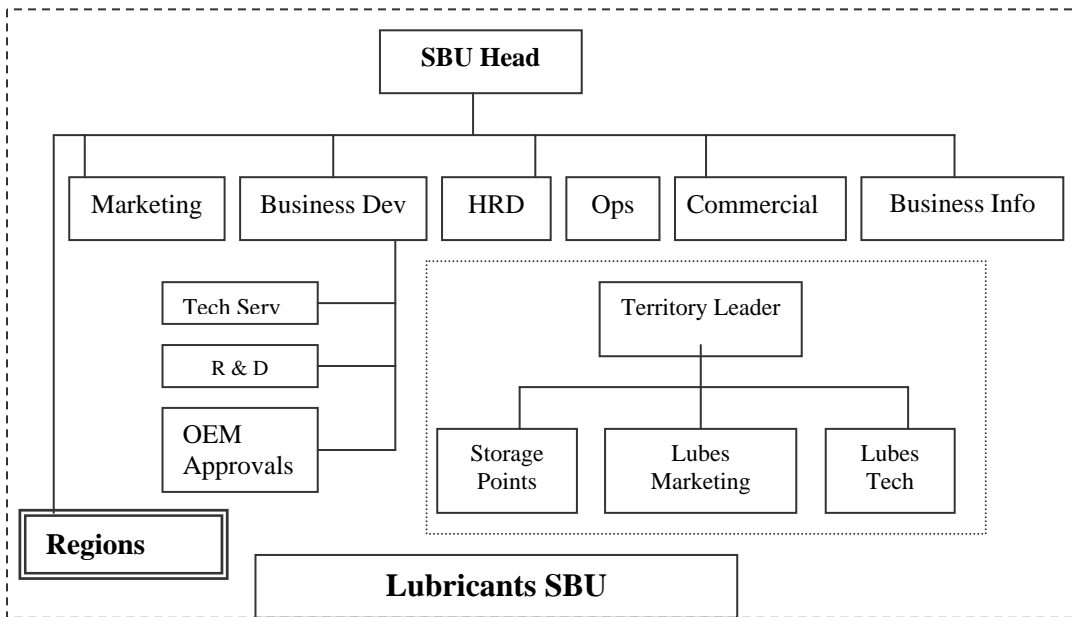 SBU Head
Marketing
Business Dev
HRD
Ops
Commercial
Business Info
Tech Serv
R & D
OEM
Approvals
Territory Leader
Storage
Points
Lubes
Marketing
Lubes
Tech
Regions
Lubricants SBU